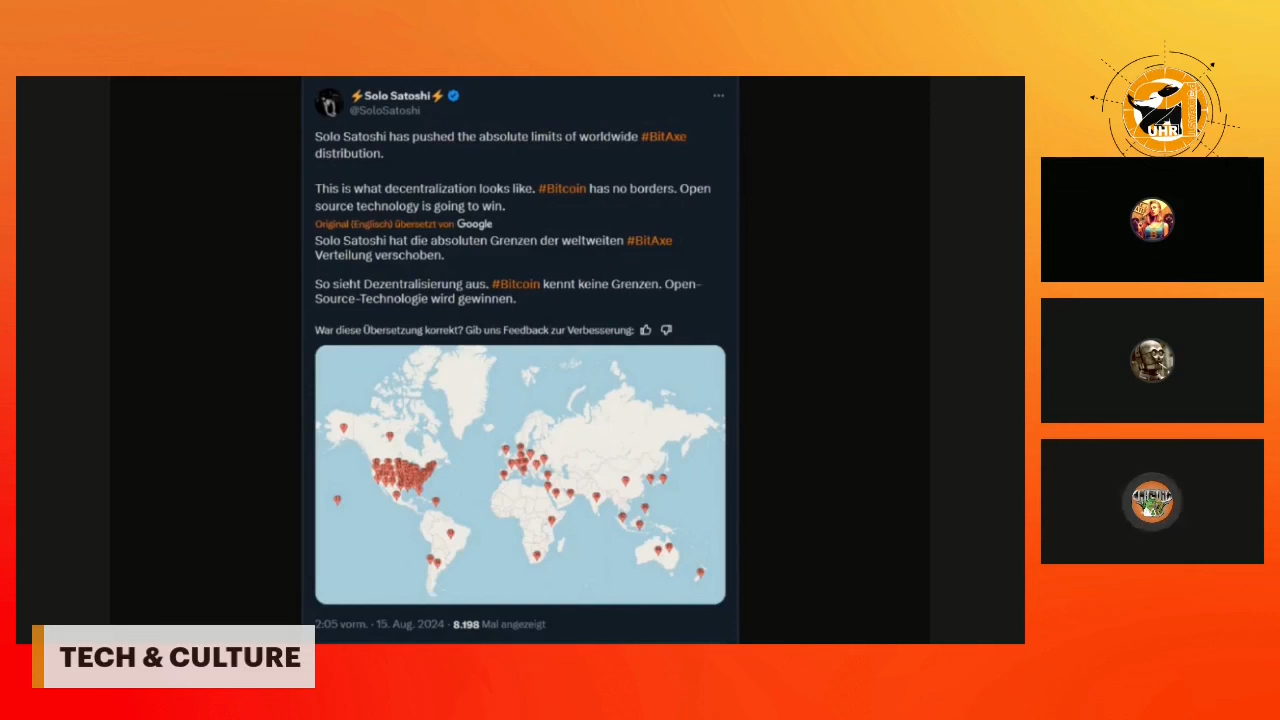 ⚡Solo Satoshi⚡
@SoloSatoshi
Solo Satoshi has pushed the absolute limits of worldwide #BitAxe
distribution.
This is what decentralization looks like. #Bitcoin has no borders. Open
source technology is going to win.
Original (Englisch) übersetzt von Google
Solo Satoshi hat die absoluten Grenzen der weltweiten #BitAxe
Verteilung verschoben.
So sieht Dezentralisierung aus. #Bitcoin kennt keine Grenzen. Open-
Source-Technologie wird gewinnen.
War diese Übersetzung korrekt? Gib uns Feedback zur Verbesserung:
2:05 vorm. · 15. Aug. 2024 · 8.198 Mal angezeigt
TECH & CULTURE
21
UHR